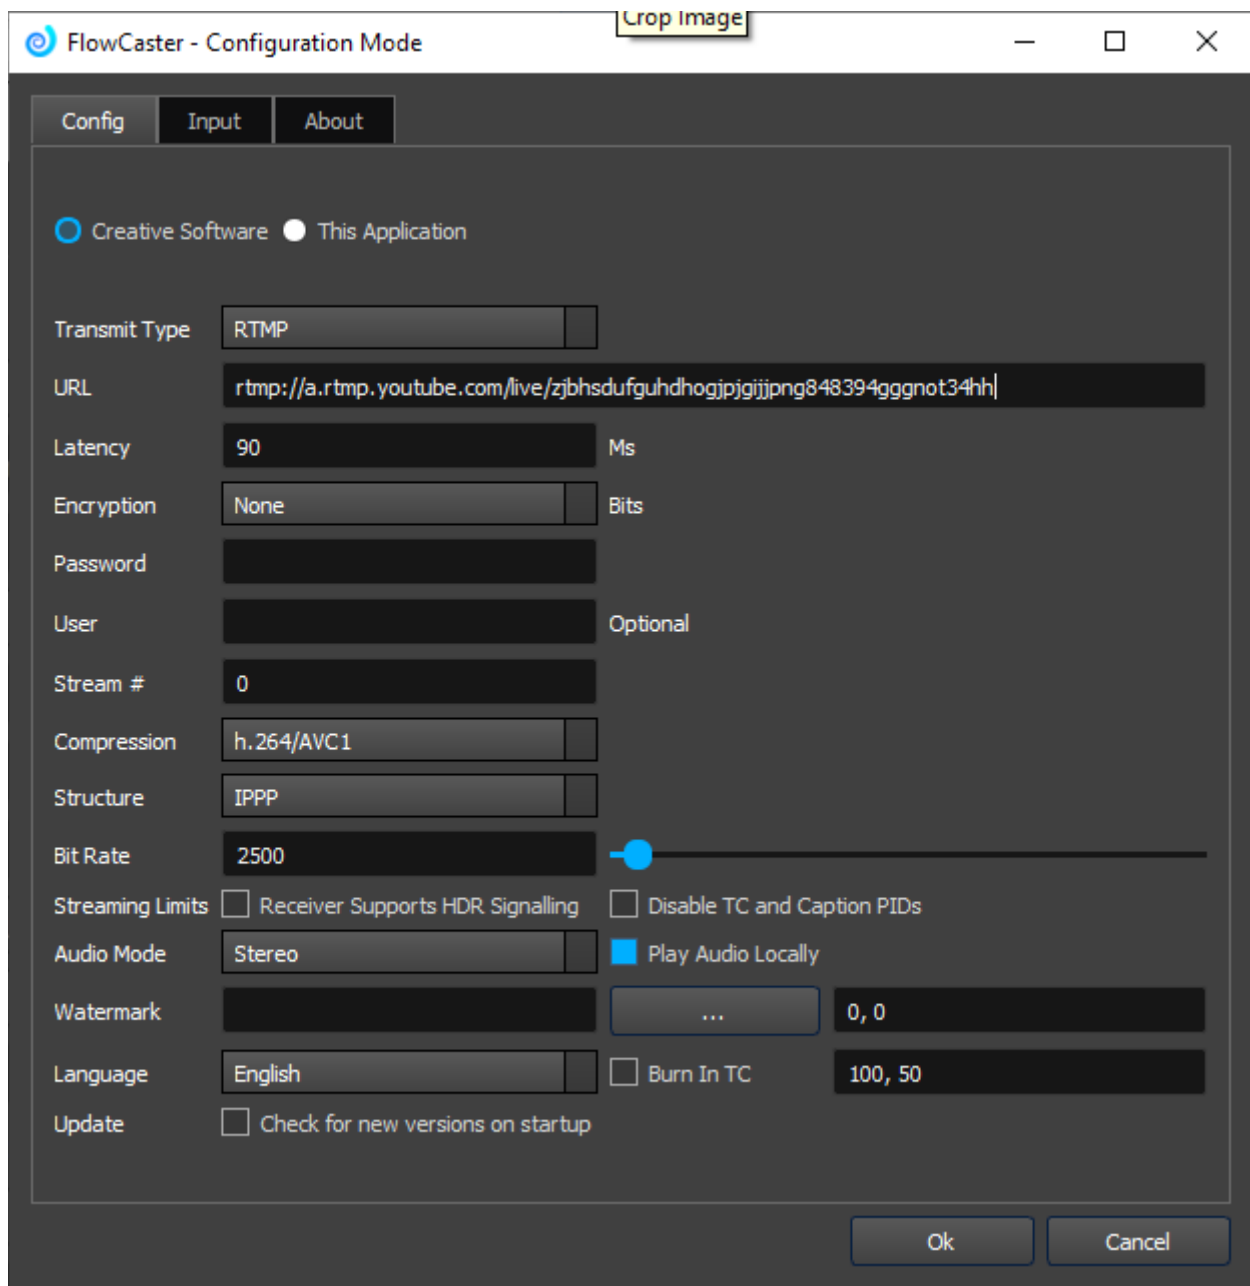 Crop Image
FlowCaster - Configuration Mode
Config Input About
Creative Software This Application
Transmit Type RTMP
URL rtmp://a.rtmp.youtube.com/live/zjbhsdufguhdhogjpjgijjpng848394gggnot34hh
Latency 90 Ms
Encryption None Bits
Password
User Optional
Stream # 0
Compression h.264/AVC1
Structure IPPP
Bit Rate 2500
Streaming Limits Receiver Supports HDR Signalling Disable TC and Caption PIDs
Audio Mode Stereo Play Audio Locally
Watermark ... 0, 0
Language English Burn In TC 100, 50
Update Check for new versions on startup
Ok Cancel